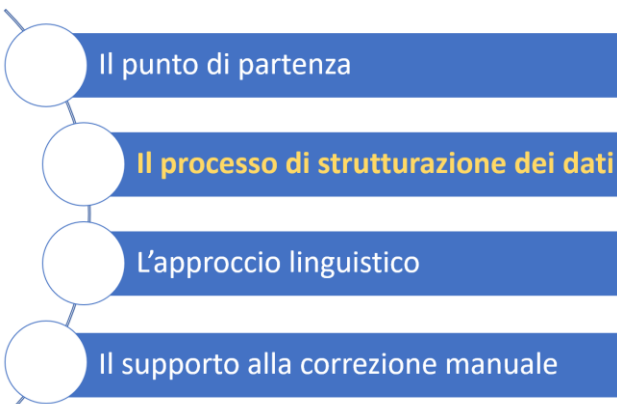 Il punto di partenza
Il processo di strutturazione dei dati
L'approccio linguistico
Il supporto alla correzione manuale